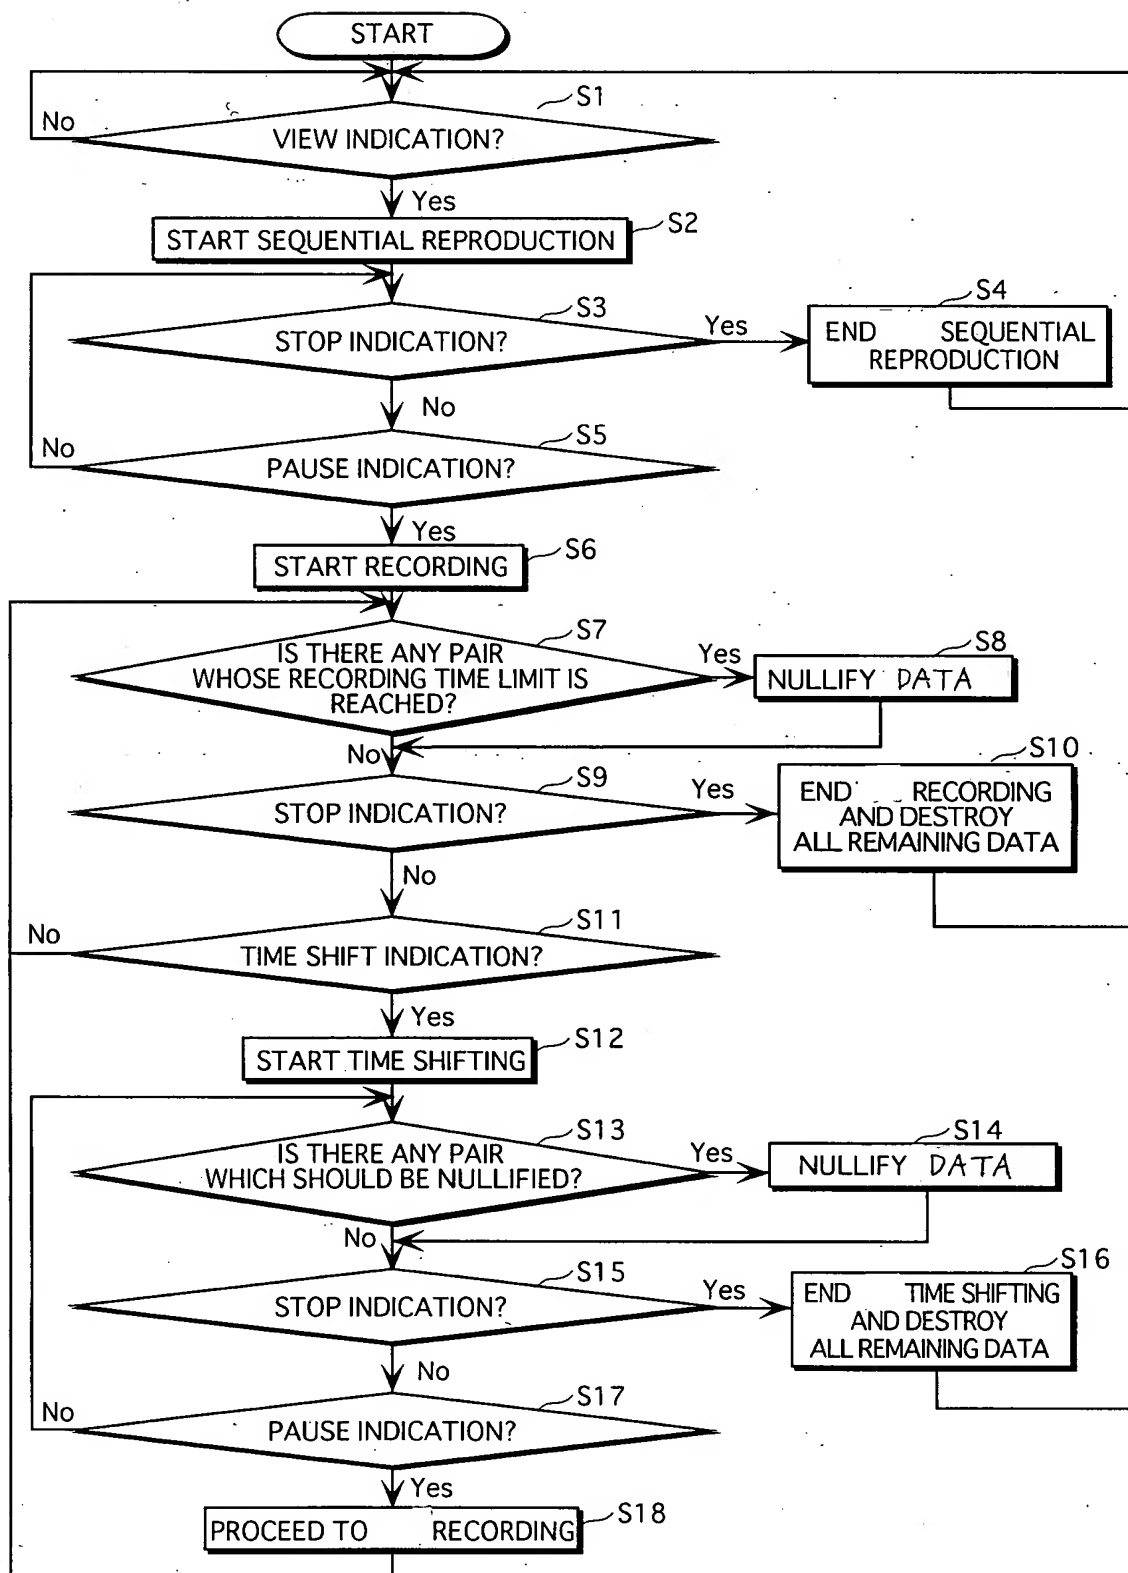 START
S1
No
VIEW INDICATION?
Yes
S2
START SEQUENTIAL REPRODUCTION
S3
STOP INDICATION?
Yes
S4
END SEQUENTIAL
REPRODUCTION
No
S5
No
PAUSE INDICATION?
Yes
S6
START RECORDING
S7
IS THERE ANY PAIR
WHOSE RECORDING TIME LIMIT IS
REACHED?
Yes
S8
NULLIFY DATA
No
S9
STOP INDICATION?
Yes
S10
END RECORDING
AND DESTROY
ALL REMAINING DATA
No
S11
No
TIME SHIFT INDICATION?
Yes
S12
START TIME SHIFTING
S13
IS THERE ANY PAIR
WHICH SHOULD BE NULLIFIED?
Yes
S14
NULLIFY DATA
No
S15
STOP INDICATION?
Yes
S16
END TIME SHIFTING
AND DESTROY
ALL REMAINING DATA
No
S17
No
PAUSE INDICATION?
Yes
S18
PROCEED TO RECORDING